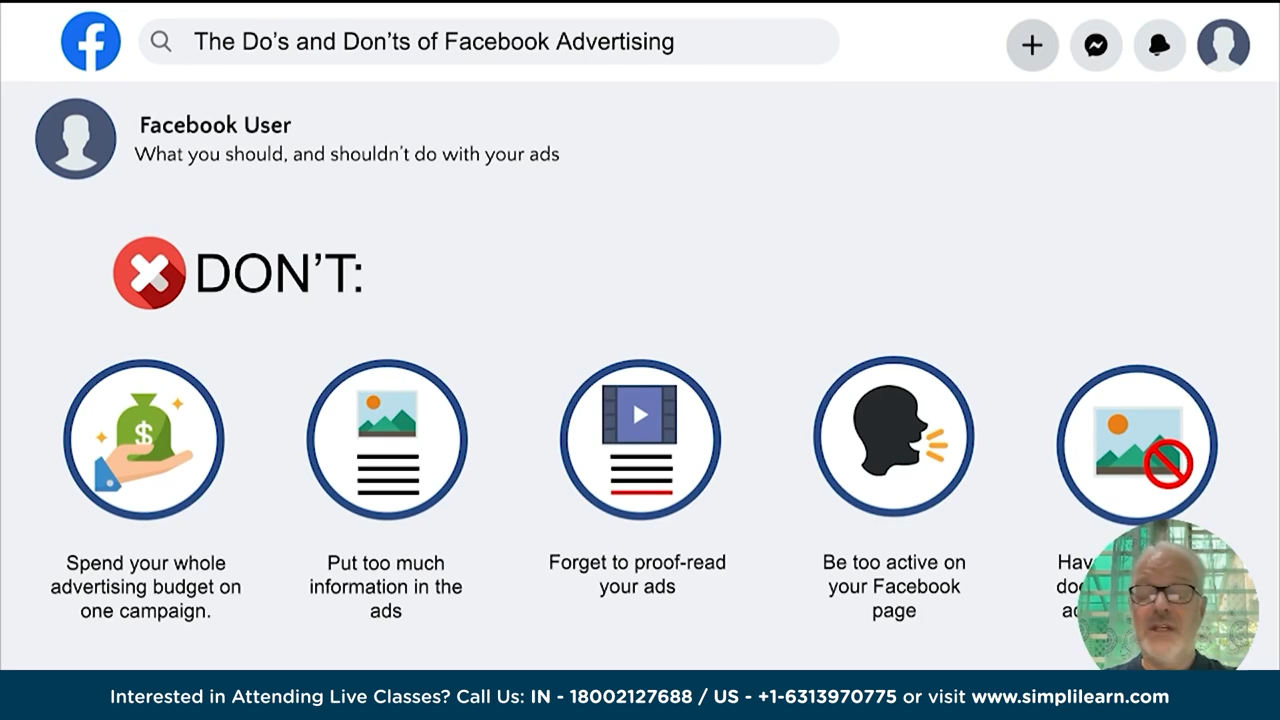 The Do’s and Don’ts of Facebook Advertising
Facebook User
What you should, and shouldn’t do with your ads
DON’T:
$
Spend your whole
advertising budget on
one campaign.
Put too much
information in the
ads
Forget to proof-read
your ads
Be too active on
your Facebook
page
Interested in Attending Live Classes? Call Us: IN - 18002127688 / US - +1-6313970775 or visit www.simplilearn.com